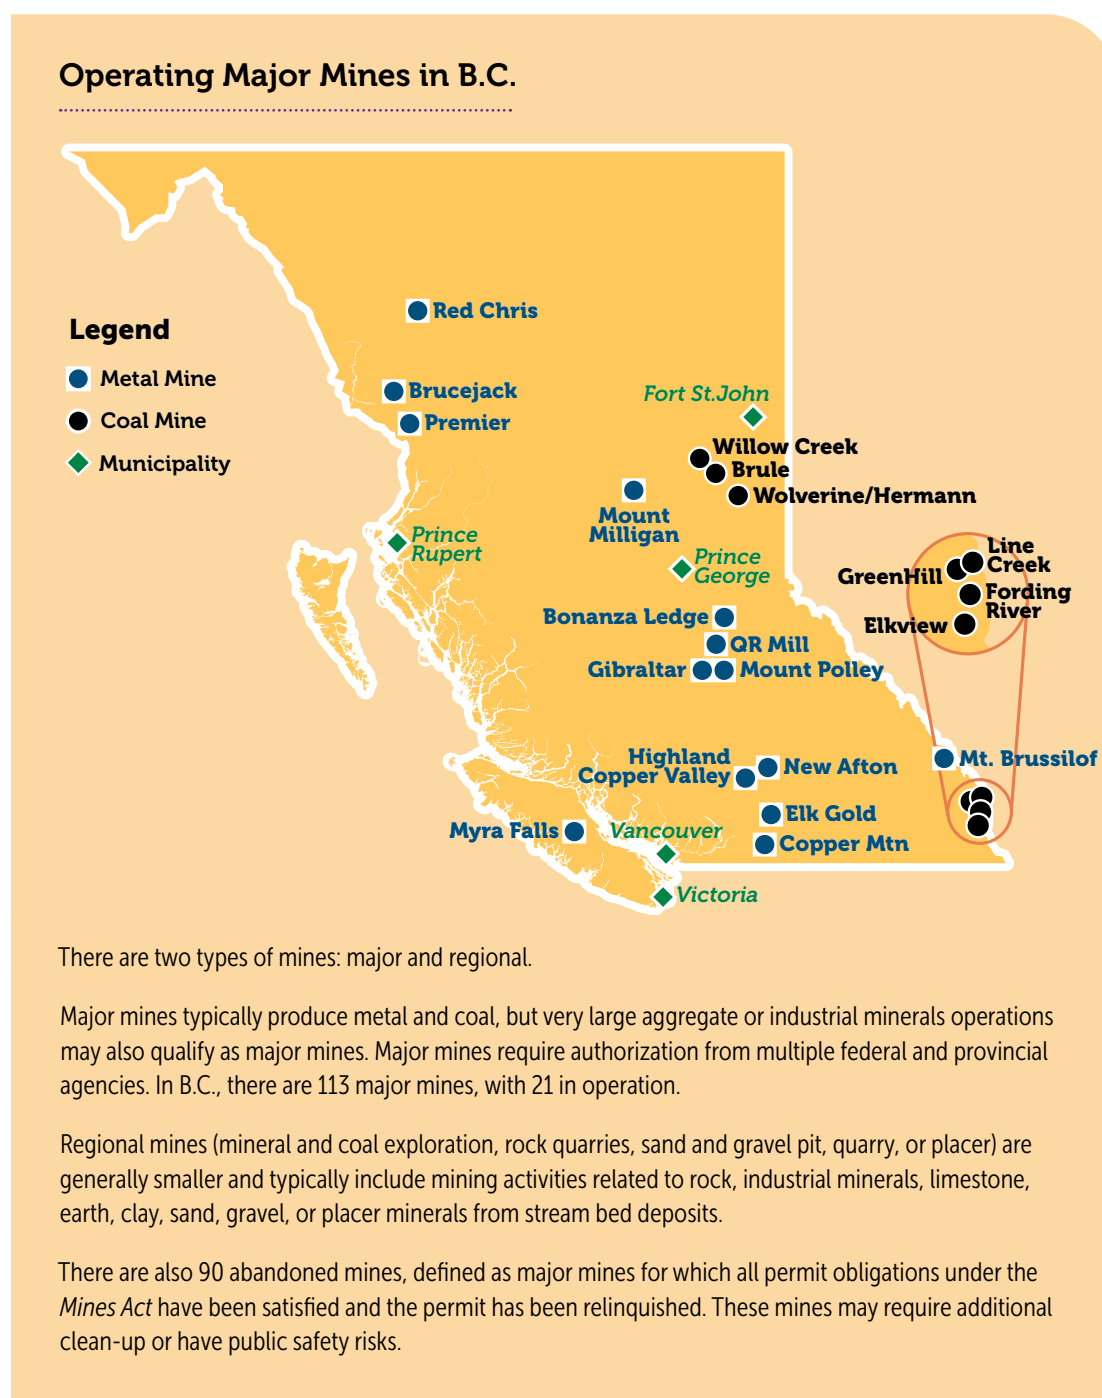 Operating Major Mines in B.C.
Red Chris
Legend
Metal Mine
Coal Mine
Municipality
Brucejack
Premier
Fort St.John
Willow Creek
Brule
Wolverine/Hermann
Mount
Milligan
Prince
Rupert
Prince
George
Line
Creek
GreenHill
Fording
River
Elkview
Bonanza Ledge
QR Mill
Gibraltar
Mount Polley
Highland
Copper Valley
New Afton
Mt. Brussilof
Elk Gold
Myra Falls
Vancouver
Copper Mtn
Victoria
There are two types of mines: major and regional.
Major mines typically produce metal and coal, but very large aggregate or industrial minerals operations
may also qualify as major mines. Major mines require authorization from multiple federal and provincial
agencies. In B.C., there are 113 major mines, with 21 in operation.
Regional mines (mineral and coal exploration, rock quarries, sand and gravel pit, quarry, or placer) are
generally smaller and typically include mining activities related to rock, industrial minerals, limestone,
earth, clay, sand, gravel, or placer minerals from stream bed deposits.
There are also 90 abandoned mines, defined as major mines for which all permit obligations under the
Mines Act have been satisfied and the permit has been relinquished. These mines may require additional
clean-up or have public safety risks.